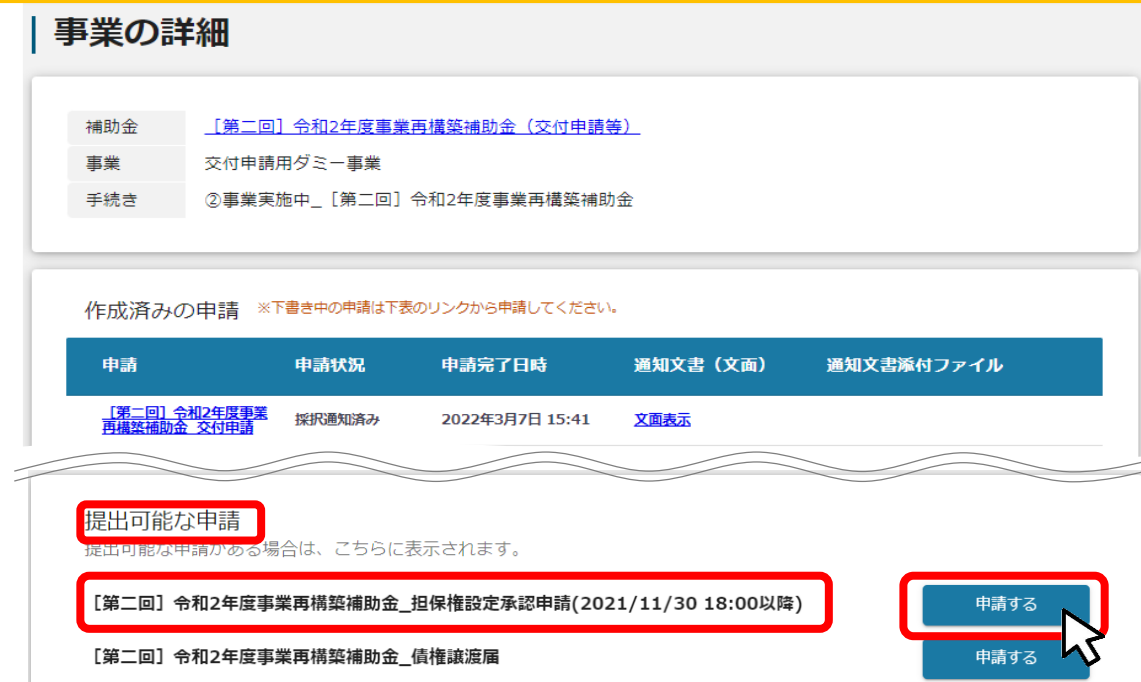 事業の詳細
補助金 ［第二回］令和2年度事業再構築補助金（交付申請等）
事業 交付申請用ダミー事業
手続き ②事業実施中_［第二回］令和2年度事業再構築補助金
作成済みの申請 ※下書き中の申請は下表のリンクから申請してください。
申請 申請状況 申請完了日時 通知文書（文面） 通知文書添付ファイル
［第二回］令和2年度事業
再構築補助金_交付申請 採択通知済み 2022年3月7日 15:41 文面表示
提出可能な申請
提出可能な申請がある場合は、こちらに表示されます。
［第二回］令和2年度事業再構築補助金_担保権設定承認申請(2021/11/30 18:00以降) 申請する
［第二回］令和2年度事業再構築補助金_債権譲渡届 申請する